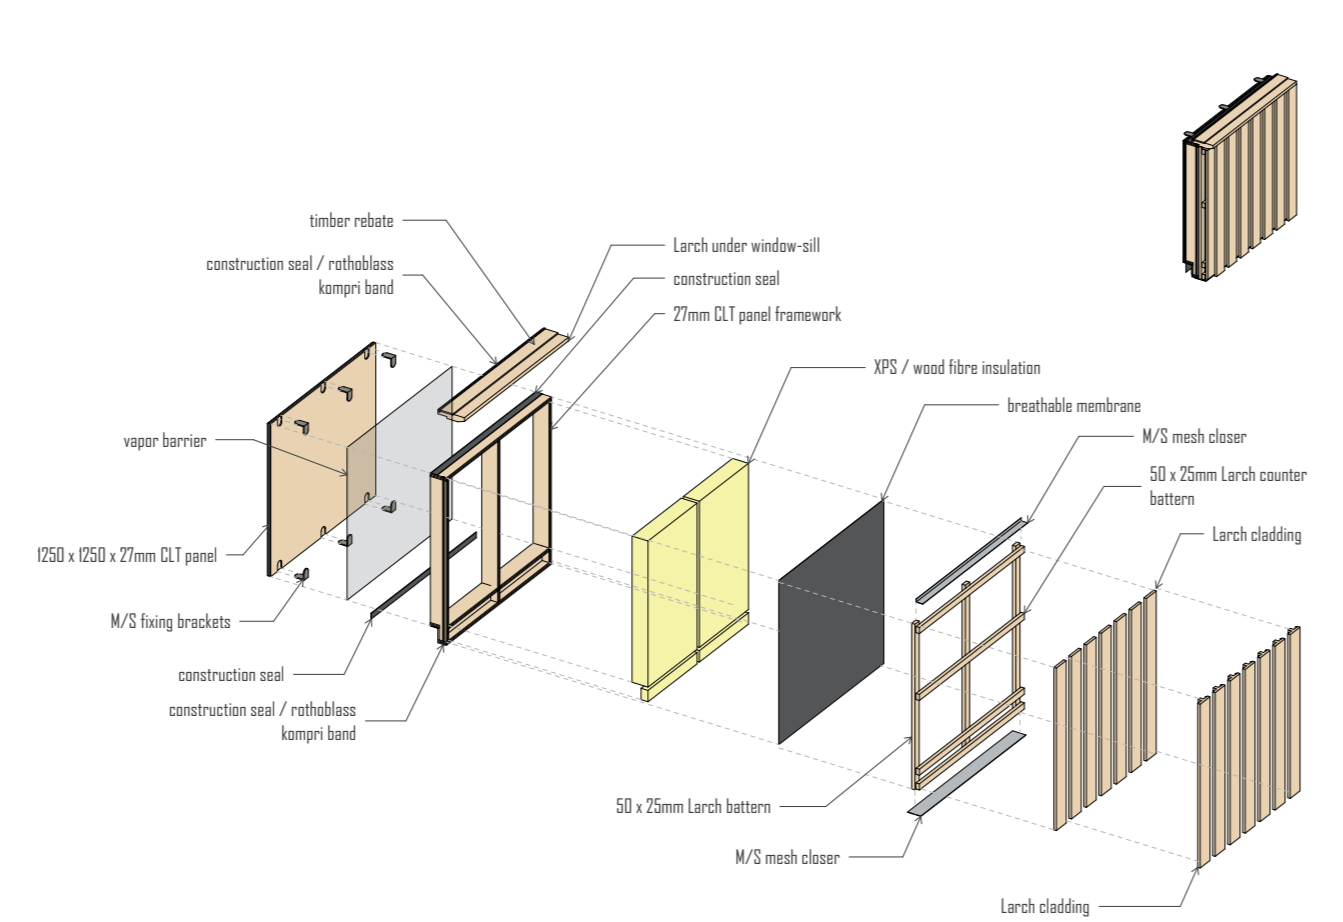 timber rebate
construction seal / rothoblass
kompri band
Larch under window-sill
construction seal
27mm CLT panel framework
XPS / wood fibre insulation
breathable membrane
M/S mesh closer
50 x 25mm Larch counter
battern
Larch cladding
vapor barrier
1250 x 1250 x 27mm CLT panel
M/S fixing brackets
construction seal
construction seal / rothoblass
kompri band
50 x 25mm Larch battern
M/S mesh closer
Larch cladding